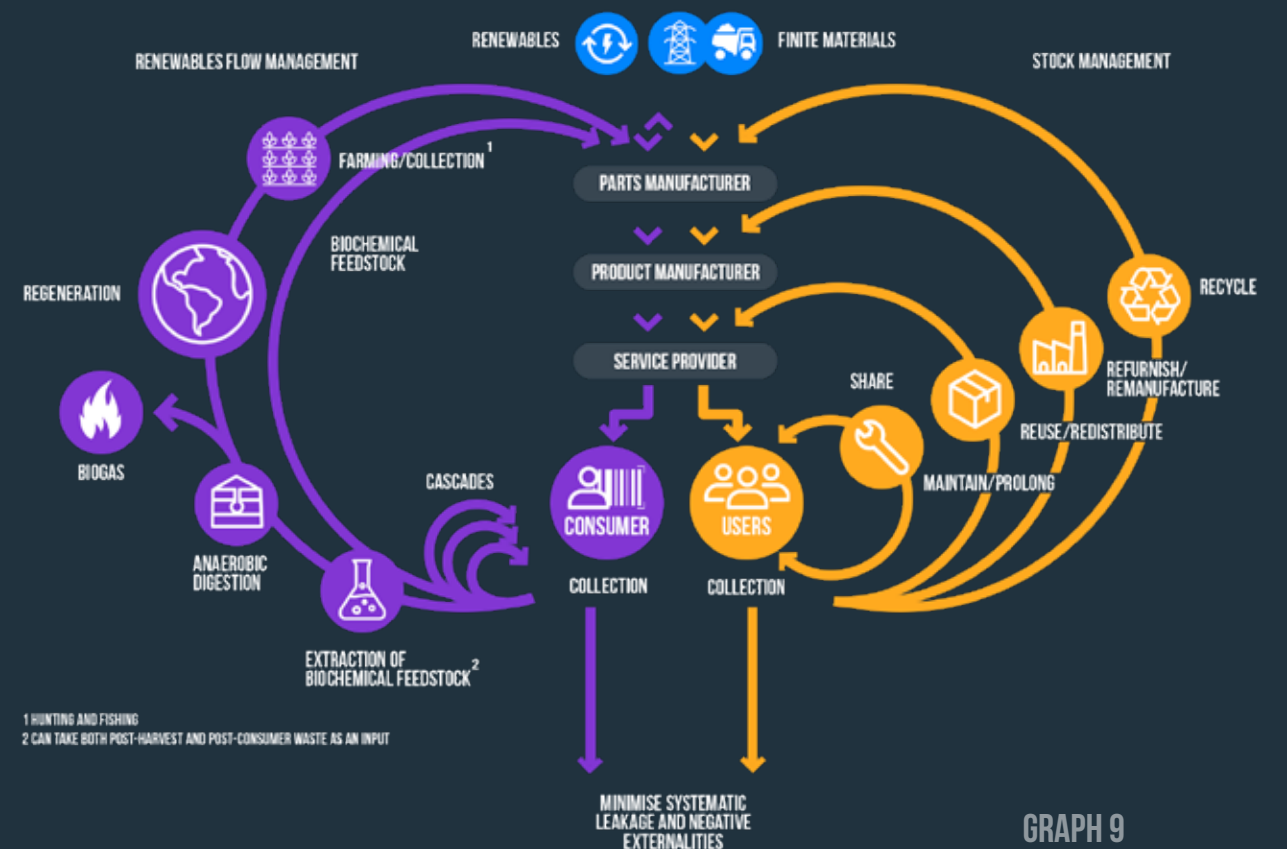 RENEWABLES
FINITE MATERIALS
RENEWABLES FLOW MANAGEMENT
STOCK MANAGEMENT
FARMING/COLLECTION 1
PARTS MANUFACTURER
BIOCHEMICAL
FEEDSTOCK
PRODUCT MANUFACTURER
REGENERATION
RECYCLE
SERVICE PROVIDER
SHARE
REFURNISH/
REMANUFACTURE
REUSE/REDISTRIBUTE
BIOGAS
CASCADES
MAINTAIN/PROLONG
CONSUMER
USERS
ANAEROBIC
DIGESTION
COLLECTION
COLLECTION
EXTRACTION OF
BIOCHEMICAL FEEDSTOCK 2
1 HUNTING AND FISHING
2 CAN TAKE BOTH POST-HARVEST AND POST-CONSUMER WASTE AS AN INPUT
MINIMISE SYSTEMATIC
LEAKAGE AND NEGATIVE
EXTERNALITIES
GRAPH 9